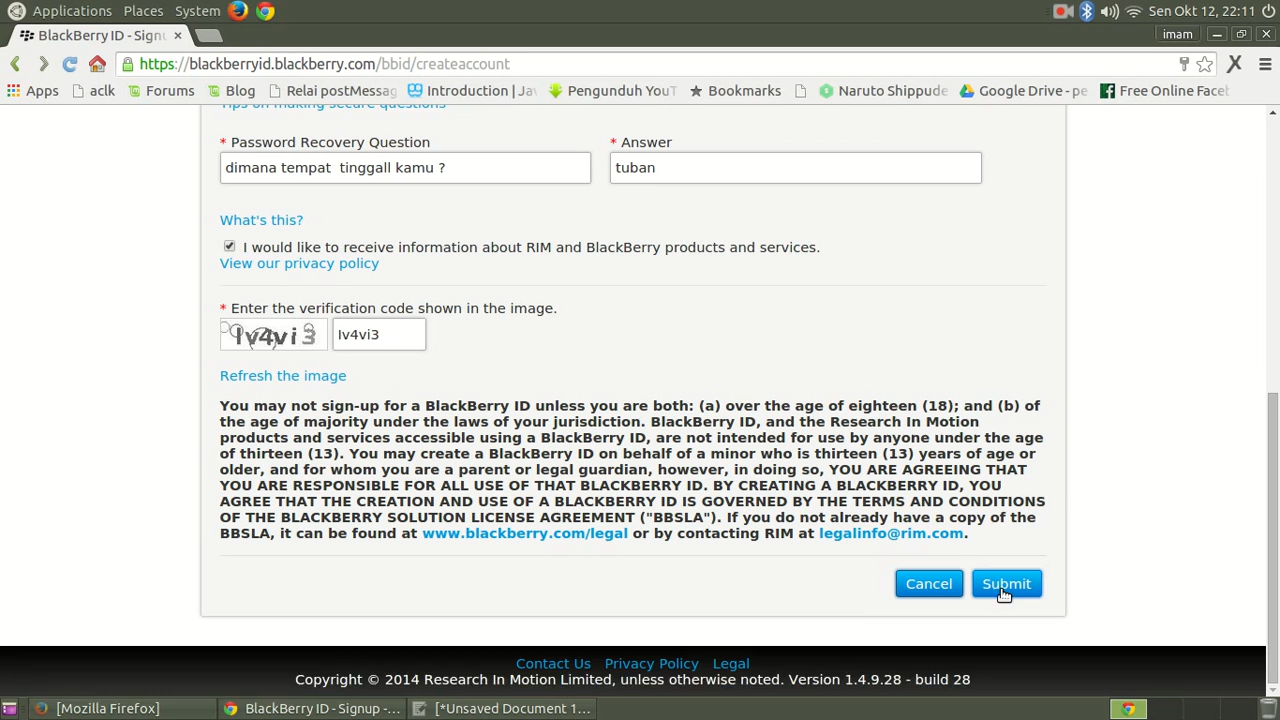 Applications Places System Sen Okt 12, 22:11
BlackBerry ID - Signu imam
https://blackberryid.blackberry.com/bbid/createaccount
Apps aclk Forums Blog Relai postMessag Introduction | Jav Pengunduh YouT Bookmarks Naruto Shippude Google Drive - pe Free Online Facet
Tips on making secure questions
* Password Recovery Question * Answer
dimana tempat  tinggall kamu ? tuban
What's this?
I would like to receive information about RIM and BlackBerry products and services.
View our privacy policy
* Enter the verification code shown in the image.
lv4vi3 lv4vi3
Refresh the image
You may not sign-up for a BlackBerry ID unless you are both: (a) over the age of eighteen (18); and (b) of
the age of majority under the laws of your jurisdiction. BlackBerry ID, and the Research In Motion
products and services accessible using a BlackBerry ID, are not intended for use by anyone under the age
of thirteen (13). You may create a BlackBerry ID on behalf of a minor who is thirteen (13) years of age or
older, and for whom you are a parent or legal guardian, however, in doing so, YOU ARE AGREEING THAT
YOU ARE RESPONSIBLE FOR ALL USE OF THAT BLACKBERRY ID. BY CREATING A BLACKBERRY ID, YOU
AGREE THAT THE CREATION AND USE OF A BLACKBERRY ID IS GOVERNED BY THE TERMS AND CONDITIONS
OF THE BLACKBERRY SOLUTION LICENSE AGREEMENT ("BBSLA"). If you do not already have a copy of the
BBSLA, it can be found at www.blackberry.com/legal or by contacting RIM at legalinfo@rim.com.
Cancel Submit
Contact Us Privacy Policy Legal
Copyright © 2014 Research In Motion Limited, unless otherwise noted. Version 1.4.9.28 - build 28
[Mozilla Firefox] BlackBerry ID - Signup -... [*Unsaved Document 1...